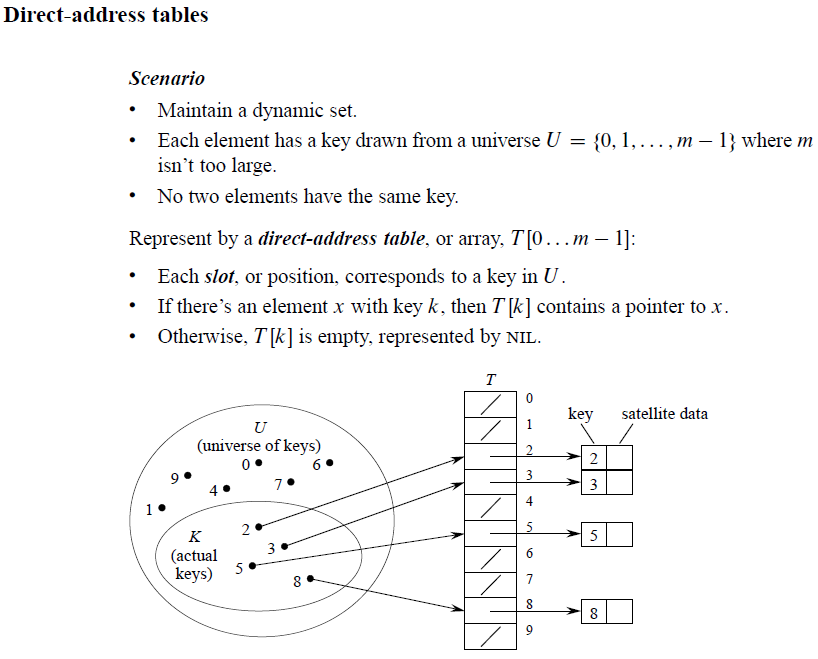 Direct-address tables
Scenario
• Maintain a dynamic set.
• Each element has a key drawn from a universe U = {0, 1, . . . , m − 1} where m
isn’t too large.
• No two elements have the same key.
Represent by a direct-address table, or array, T[0 . . . m − 1]:
• Each slot, or position, corresponds to a key in U.
• If there’s an element x with key k, then T[k] contains a pointer to x.
• Otherwise, T[k] is empty, represented by NIL.
T
U
(universe of keys)
0
6
9
7
4
1
K
(actual
keys)
2
3
5
8
0
1
2
3
4
5
6
7
8
9
key satellite data
2
3
5
8